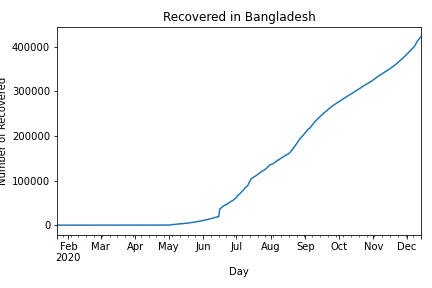 Recovered in Bangladesh
Number of Recovered
400000
300000
200000
100000
0
Feb Mar Apr May Jun Jul Aug Sep Oct Nov Dec
2020
Day